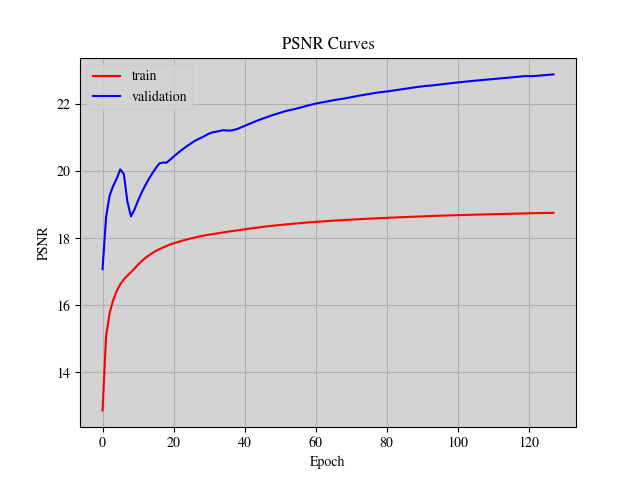 PSNR Curves
train
validation
PSNR
22
20
18
16
14
0 20 40 60 80 100 120
Epoch